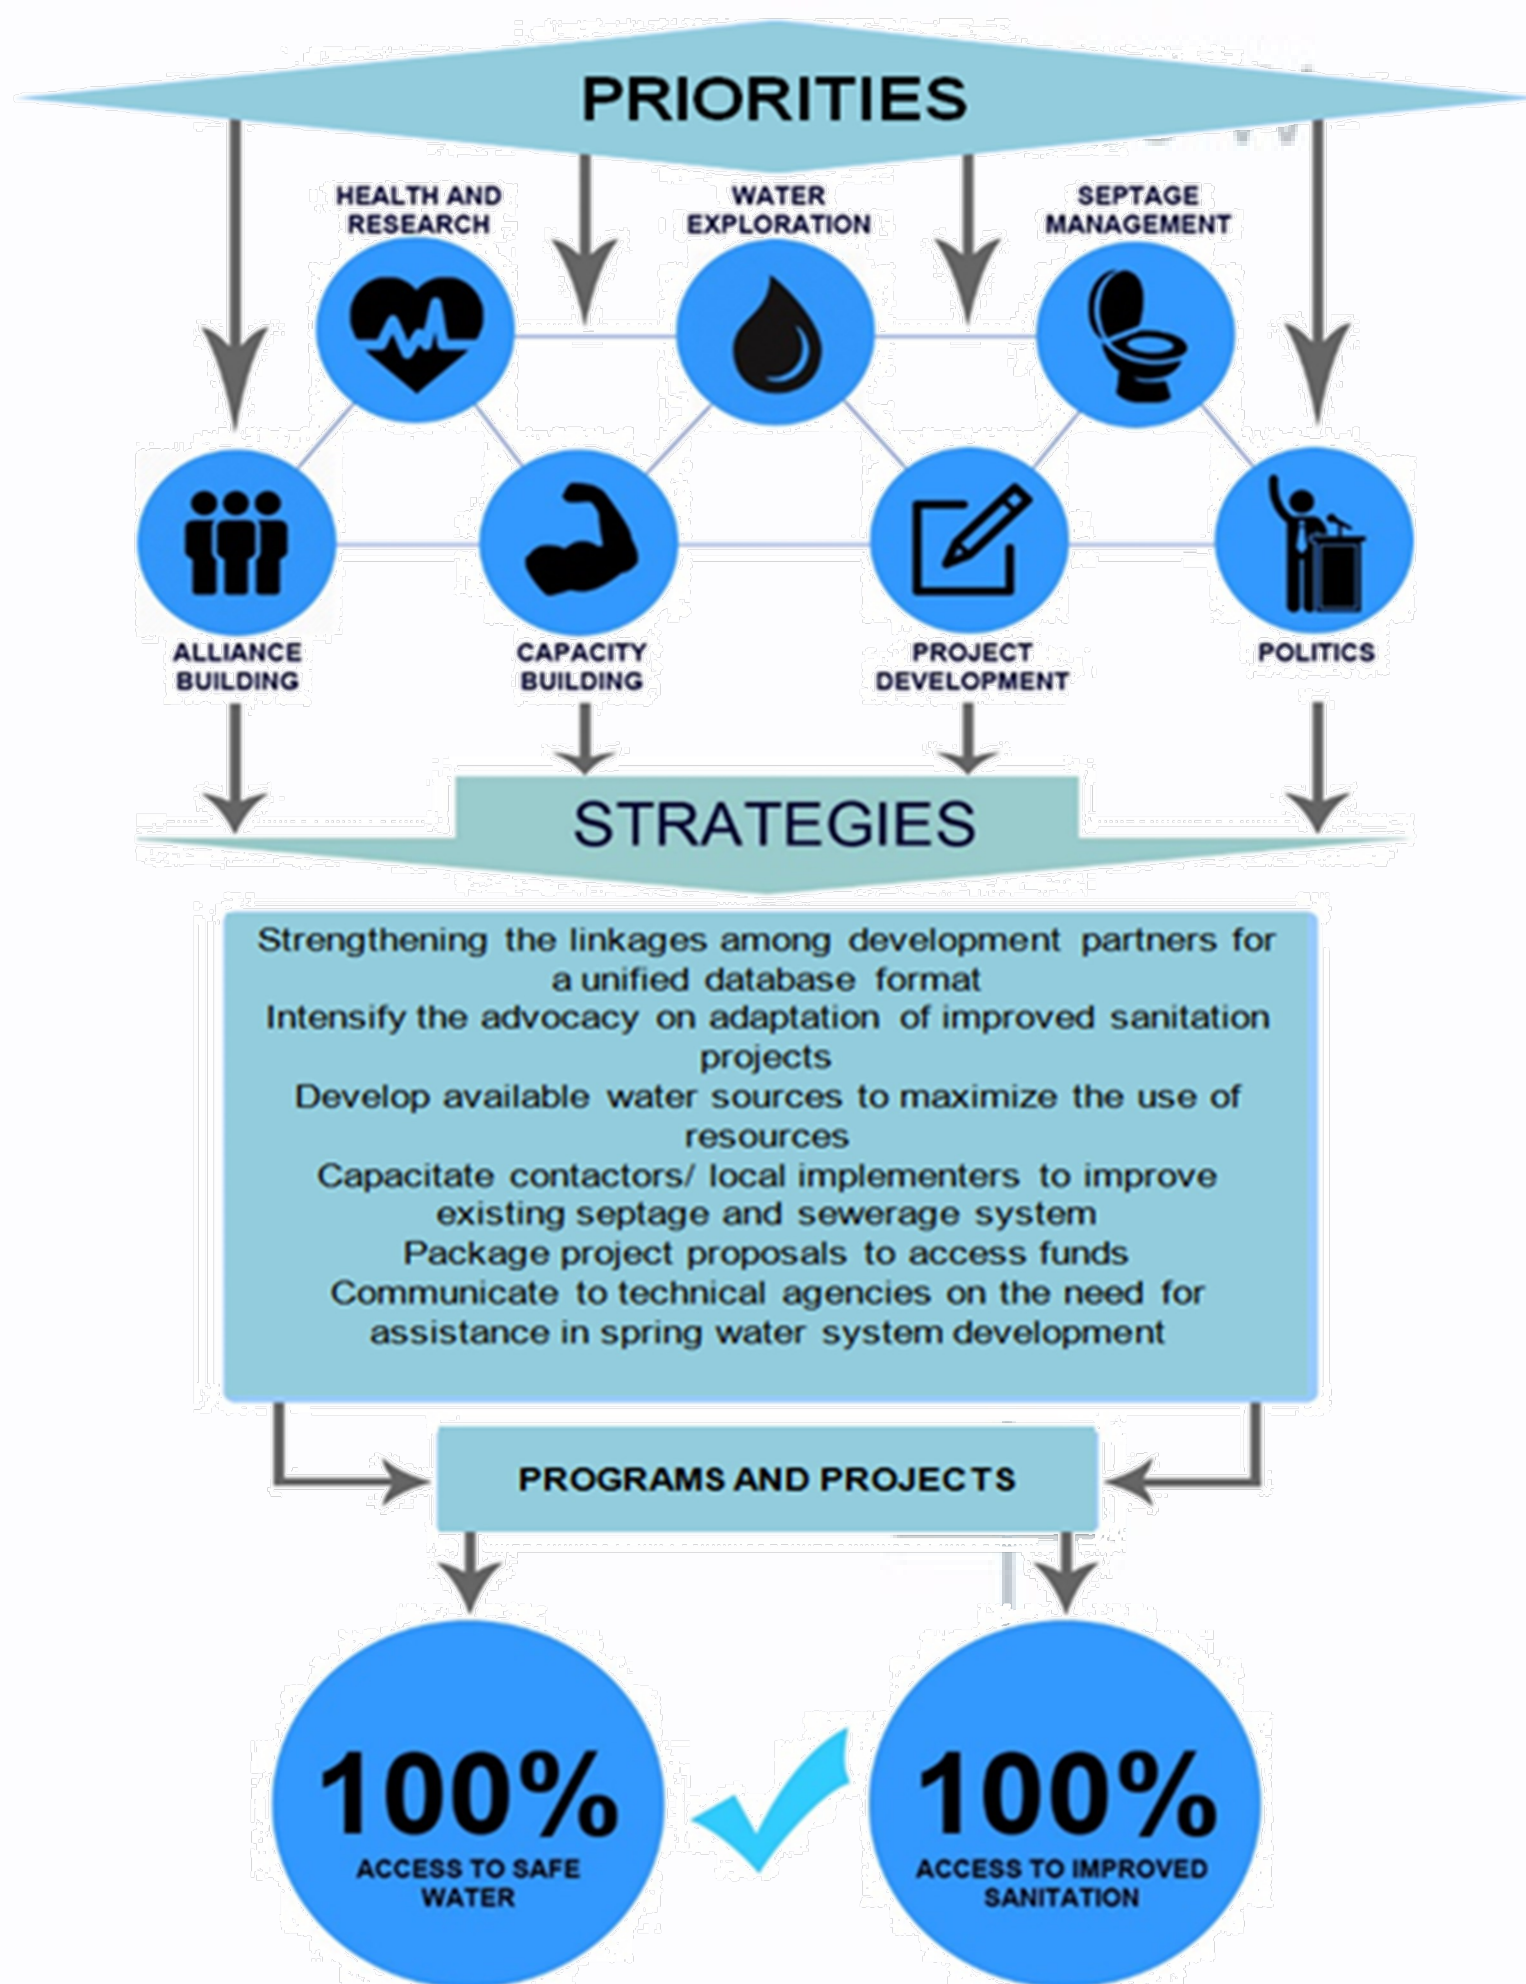 PRIORITIES
HEALTH AND
RESEARCH
WATER
EXPLORATION
SEPTAGE
MANAGEMENT
ALLIANCE
BUILDING
CAPACITY
BUILDING
PROJECT
DEVELOPMENT
POLITICS
STRATEGIES
Strengthening the linkages among development partners for
a unified database format
Intensify the advocacy on adaptation of improved sanitation
projects
Develop available water sources to maximize the use of
resources
Capacitate contactors/ local implementers to improve
existing septage and sewerage system
Package project proposals to access funds
Communicate to technical agencies on the need for
assistance in spring water system development
PROGRAMS AND PROJECTS
100%
ACCESS TO SAFE
WATER
100%
ACCESS TO IMPROVED
SANITATION